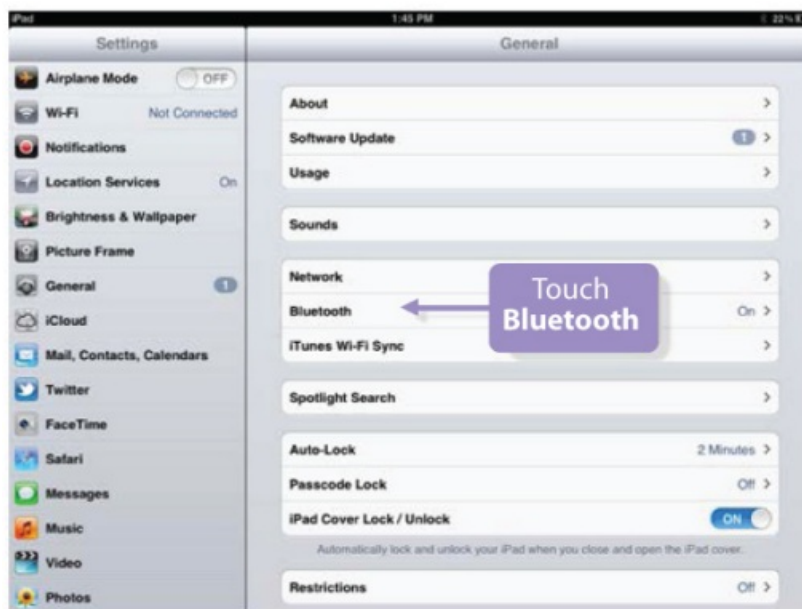 iPad
1:45 PM
22%
Settings
General
Airplane Mode
OFF
Wi-Fi
Not Connected
Notifications
Location Services
On
Brightness & Wallpaper
Picture Frame
General
1
iCloud
Mail, Contacts, Calendars
Twitter
FaceTime
Safari
Messages
Music
Video
Photos
About
Software Update
1
Usage
Sounds
Network
Bluetooth
On
iTunes Wi-Fi Sync
Touch
Bluetooth
Spotlight Search
Auto-Lock
2 Minutes
Passcode Lock
Off
iPad Cover Lock / Unlock
ON
Automatically lock and unlock your iPad when you close and open the iPad cover.
Restrictions
Off